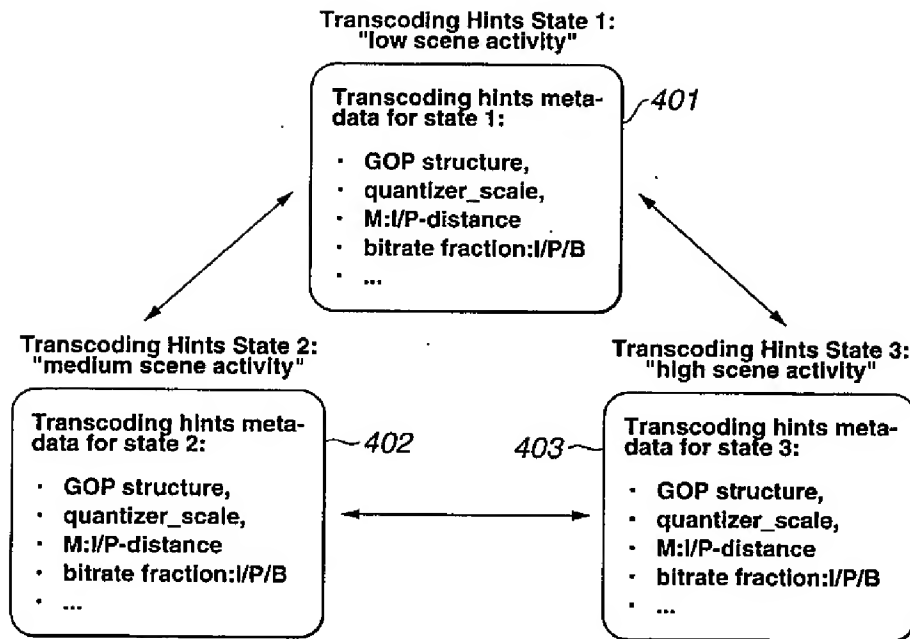 Transcoding Hints State 1:
"low scene activity"
Transcoding hints meta-
data for state 1:
· GOP structure,
· quantizer_scale,
· M:I/P-distance
· bitrate fraction:I/P/B
· ...
401
Transcoding Hints State 2:
"medium scene activity"
Transcoding hints meta-
data for state 2:
· GOP structure,
· quantizer_scale,
· M:I/P-distance
· bitrate fraction:I/P/B
· ...
402
Transcoding Hints State 3:
"high scene activity"
403
Transcoding hints meta-
data for state 3:
· GOP structure,
· quantizer_scale,
· M:I/P-distance
· bitrate fraction:I/P/B
· ...